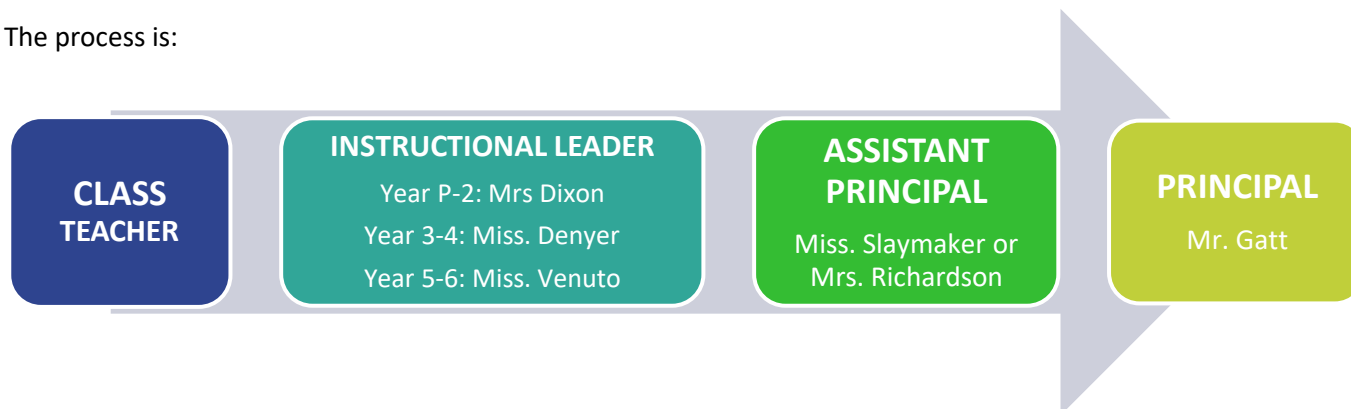 The process is:
CLASS
TEACHER
INSTRUCTIONAL LEADER
Year P-2: Mrs Dixon
Year 3-4: Miss. Denyer
Year 5-6: Miss. Venuto
ASSISTANT
PRINCIPAL
Miss. Slaymaker or
Mrs. Richardson
PRINCIPAL
Mr. Gatt